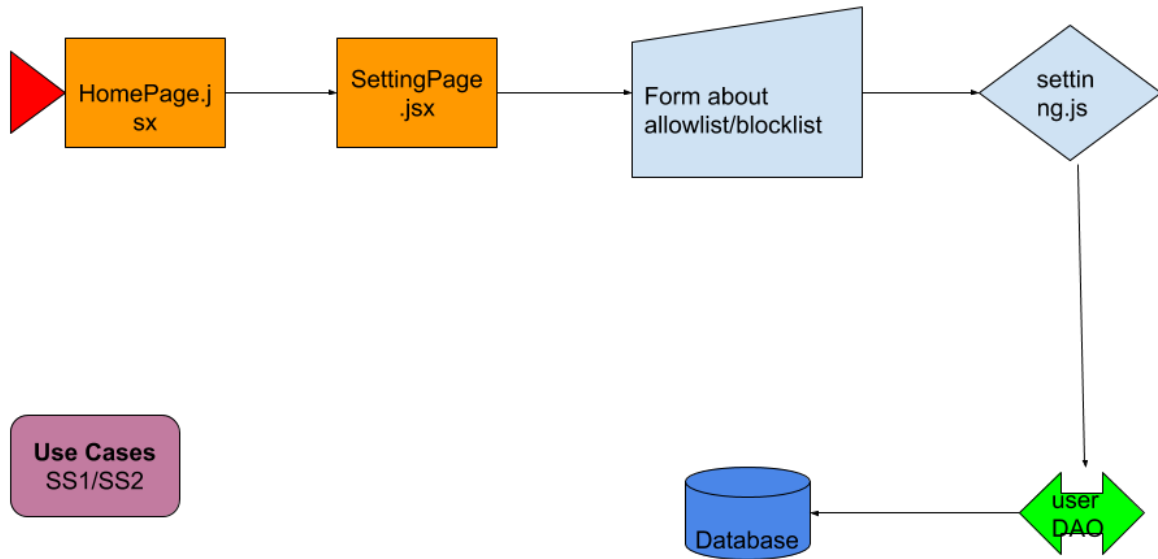 HomePage.j
sx
SettingPage
.jsx
Form about
allowlist/blocklist
settin
ng.js
Use Cases
SS1/SS2
Database
user
DAO